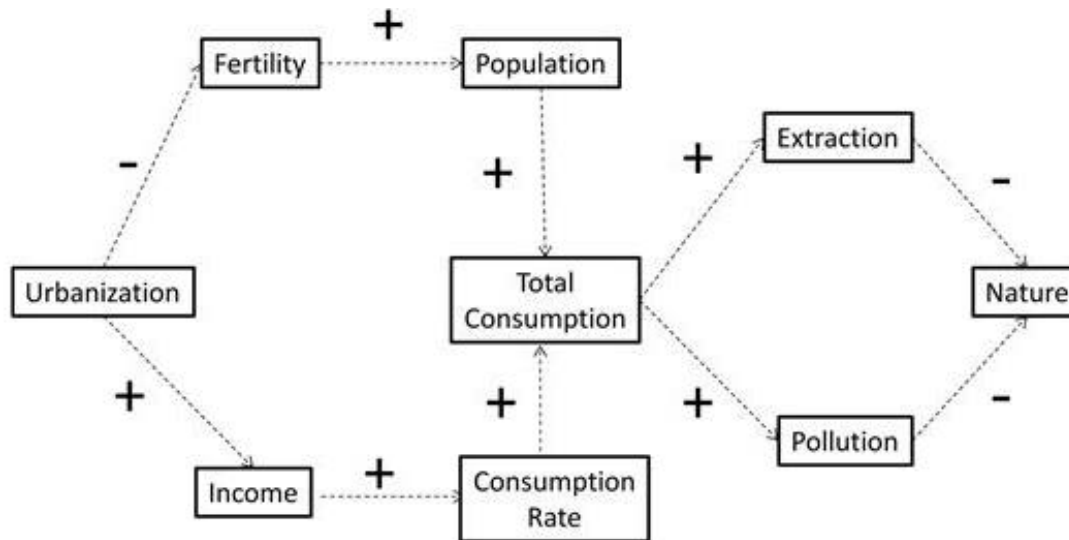 +
Fertility
Population
-
+
+
Extraction
-
Urbanization
Total
Consumption
Nature
+
+
+
-
Income
+
Consumption
Rate
Pollution